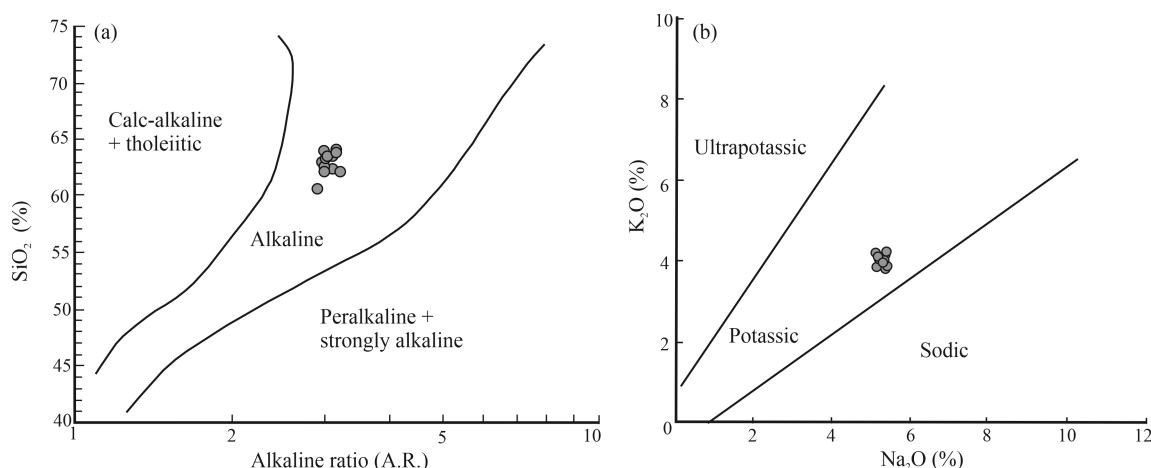 (a)
75
70
65
60
55
50
45
40
SiO₂ (%)
Calc-alkaline
+ tholeiitic
Alkaline
Peralkaline +
strongly alkaline
1 2 5 10
Alkaline ratio (A.R.)
(b)
10
8
6
4
2
0
K₂O (%)
Ultrapotassic
Potassic
Sodic
0 2 4 6 8 10 12
Na₂O (%)